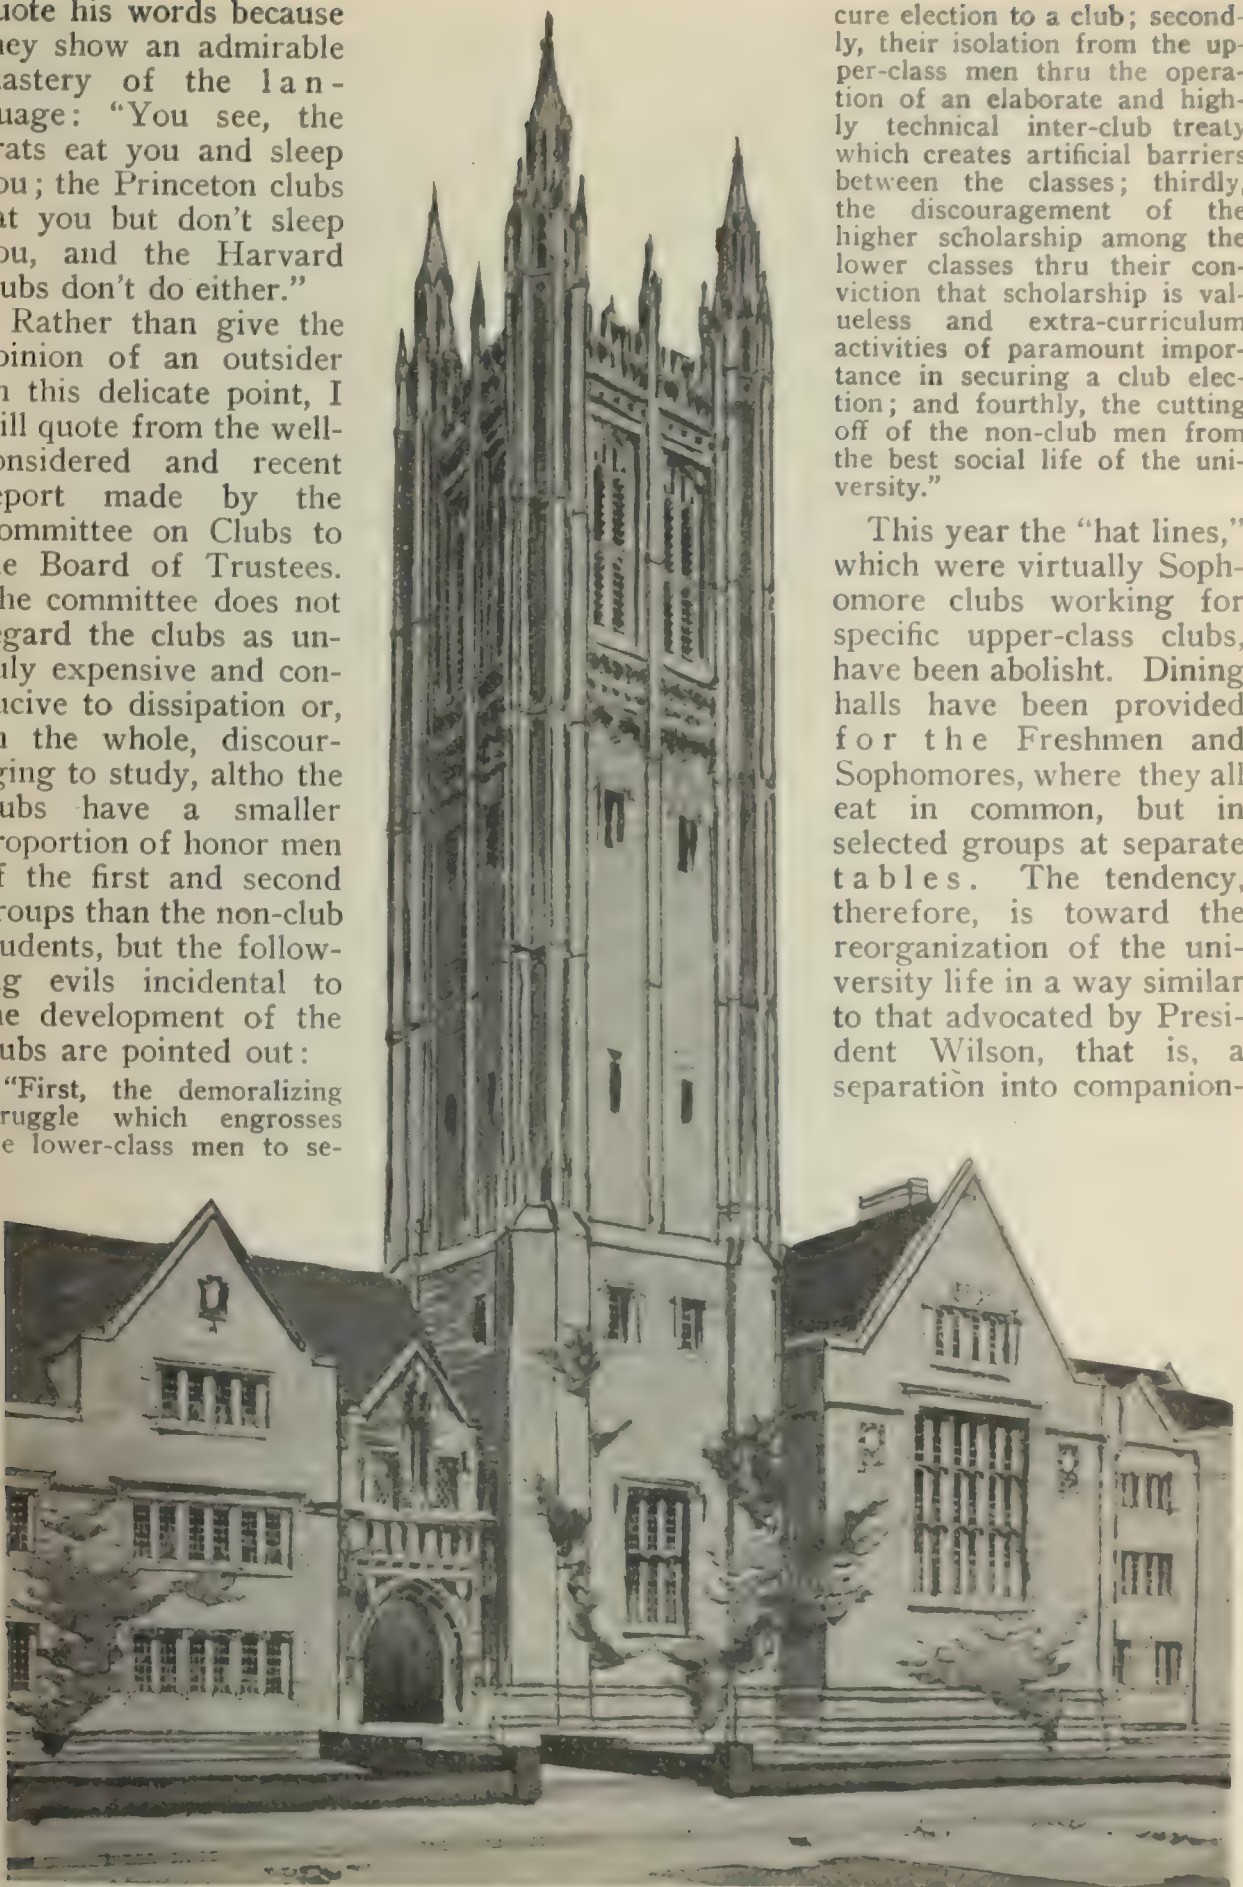 uote his words because
ey show an admirable
astery of the lan-
uage: “You see, the
rats eat you and sleep
ou; the Princeton clubs
at you but don't sleep
ou, and the Harvard
ubs don't do either.”
Rather than give the
pinion of an outsider
n this delicate point, I
ill quote from the well-
onsidered and recent
eport made by the
ommittee on Clubs to
e Board of Trustees.
he committee does not
egard the clubs as un-
uly expensive and con-
ucive to dissipation or,
n the whole, discour-
ging to study, altho the
ubs have a smaller
roportion of honor men
f the first and second
roups than the non-club
udents, but the follow-
g evils incidental to
e development of the
ubs are pointed out:
“First, the demoralizing
ruggle which engrosses
e lower-class men to se-
cure election to a club; second-
ly, their isolation from the up-
per-class men thru the opera-
tion of an elaborate and high-
ly technical inter-club treaty
which creates artificial barriers
between the classes; thirdly,
the discouragement of the
higher scholarship among the
lower classes thru their con-
viction that scholarship is val-
ueless and extra-curriculum
activities of paramount impor-
tance in securing a club elec-
tion; and fourthly, the cutting
off of the non-club men from
the best social life of the uni-
versity.”
This year the “hat lines,”
which were virtually Soph-
omore clubs working for
specific upper-class clubs,
have been abolisht. Dining
halls have been provided
for the Freshmen and
Sophomores, where they all
eat in common, but in
selected groups at separate
tables. The tendency,
therefore, is toward the
reorganization of the uni-
versity life in a way similar
to that advocated by Presi-
dent Wilson, that is, a
separation into companion-